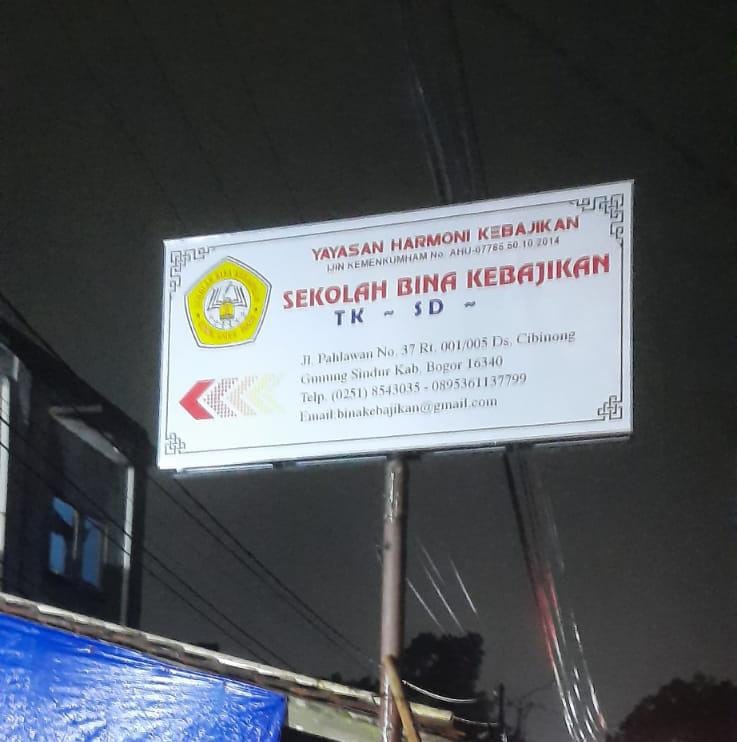 YAYASAN HARMONI KEBAJIKAN
IJIN KEMENKUMHAM No. AHU-07785.50.10.2014
SEKOLAH BINA KEBAJIKAN
TK ~ SD ~
Jl. Pahlawan No. 37 Rt. 001/005 Ds. Cibinong
Gunung Sindur Kab. Bogor 16340
Telp. (0251) 8543035 - 0895361137799
Email:binakebajikan@gmail.com